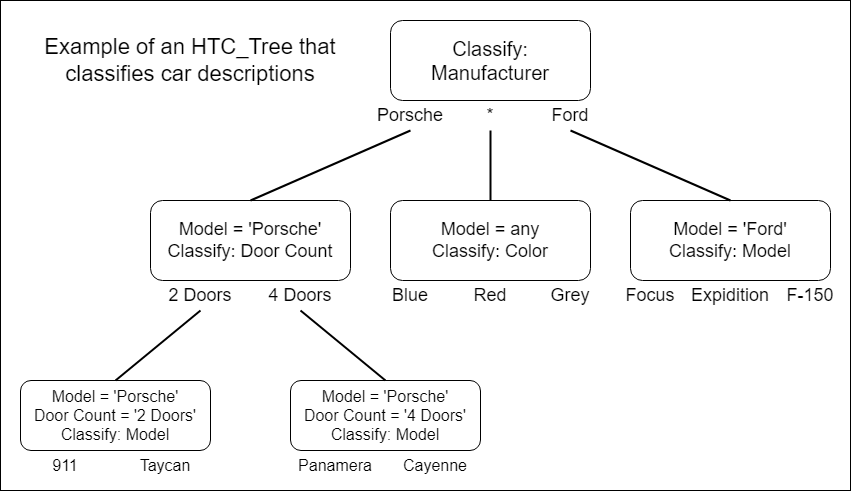 Example of an HTC_Tree that
classifies car descriptions
Classify:
Manufacturer
Porsche * Ford
Model = 'Porsche'
Classify: Door Count
Model = any
Classify: Color
Model = 'Ford'
Classify: Model
2 Doors 4 Doors
Blue Red Grey
Focus Expidition F-150
Model = 'Porsche'
Door Count = '2 Doors'
Classify: Model
Model = 'Porsche'
Door Count = '4 Doors'
Classify: Model
911 Taycan
Panamera Cayenne